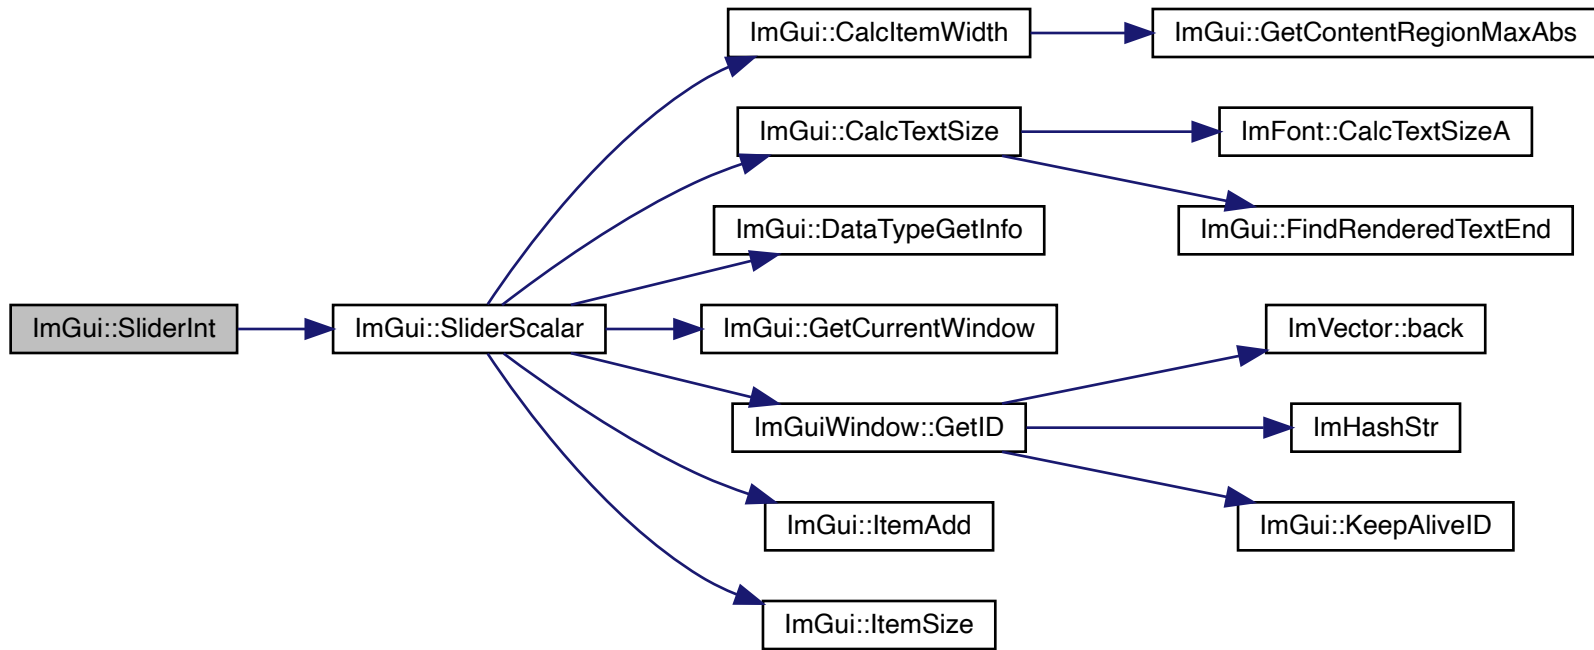 ImGui::SliderInt
ImGui::SliderScalar
ImGui::CalcItemWidth
ImGui::GetContentRegionMaxAbs
ImGui::CalcTextSize
ImFont::CalcTextSizeA
ImGui::FindRenderedTextEnd
ImGui::DataTypeGetInfo
ImGui::GetCurrentWindow
ImGuiWindow::GetID
ImVector::back
ImHashStr
ImGui::KeepAliveID
ImGui::ItemAdd
ImGui::ItemSize